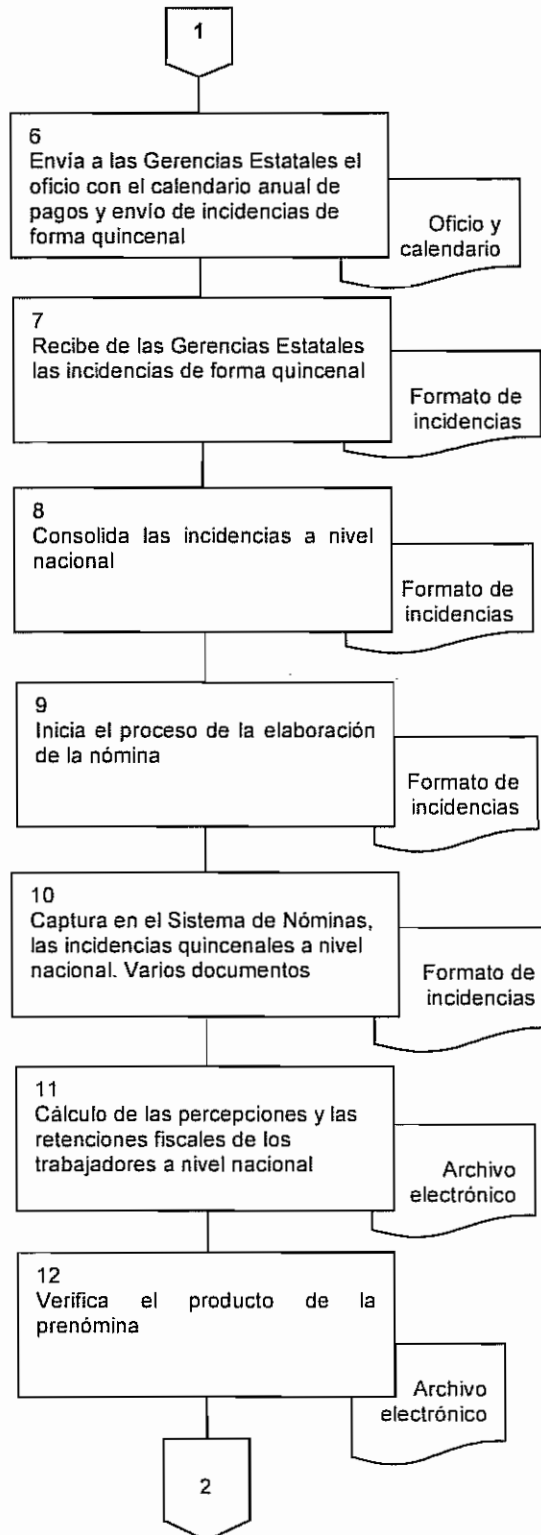 1
6
Envía a las Gerencias Estatales el
oficio con el calendario anual de
pagos y envío de incidencias de
forma quincenal
Oficio y
calendario
7
Recibe de las Gerencias Estatales
las incidencias de forma quincenal
Formato de
incidencias
8
Consolida las incidencias a nivel
nacional
Formato de
incidencias
9
Inicia el proceso de la elaboración
de la nómina
Formato de
incidencias
10
Captura en el Sistema de Nóminas,
las incidencias quincenales a nivel
nacional. Varios documentos
Formato de
incidencias
11
Cálculo de las percepciones y las
retenciones fiscales de los
trabajadores a nivel nacional
Archivo
electrónico
12
Verifica el producto de la
prenómina
Archivo
electrónico
2